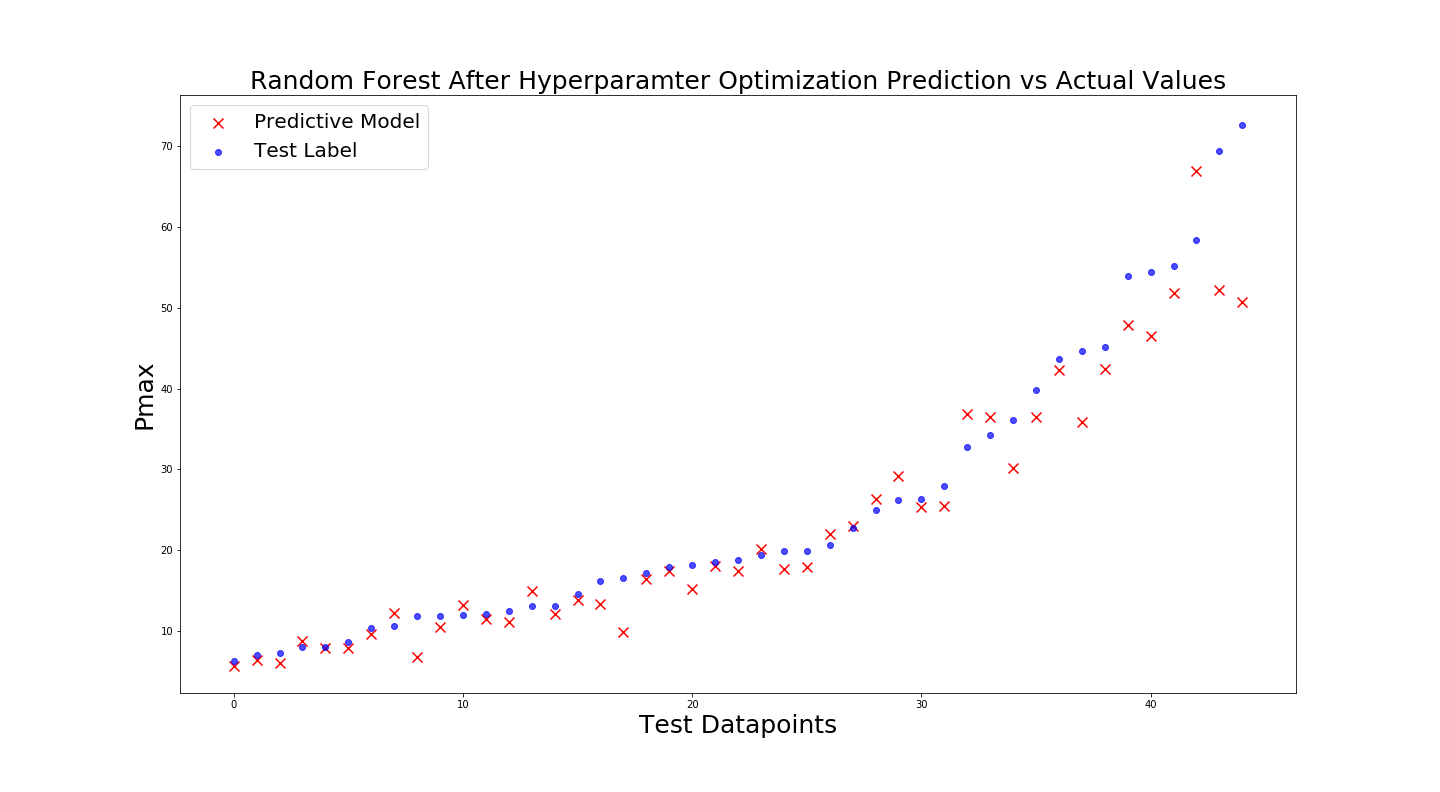 Random Forest After Hyperparamter Optimization Prediction vs Actual Values
Predictive Model
Test Label
70
60
50
40
30
20
10
Pmax
0
10
20
30
40
Test Datapoints